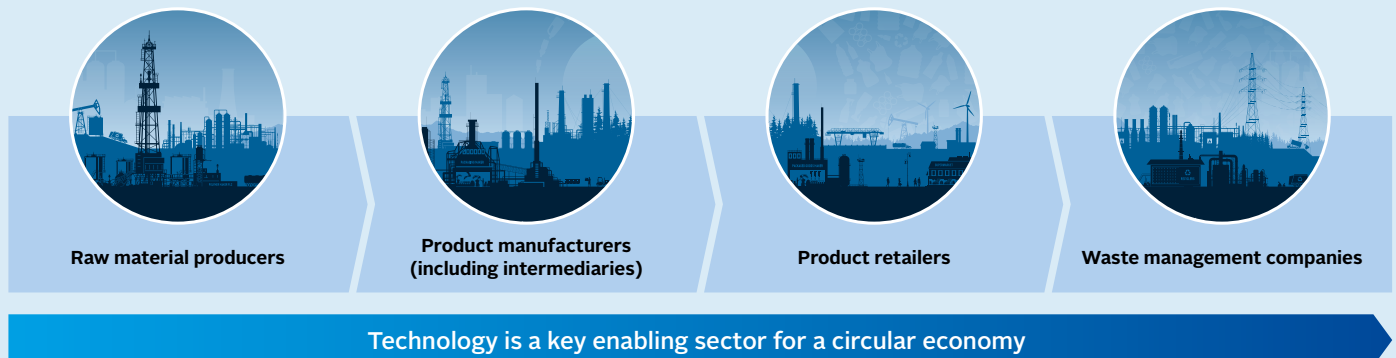 Raw material producers
Product manufacturers
(including intermediaries)
Product retailers
Waste management companies
Technology is a key enabling sector for a circular economy